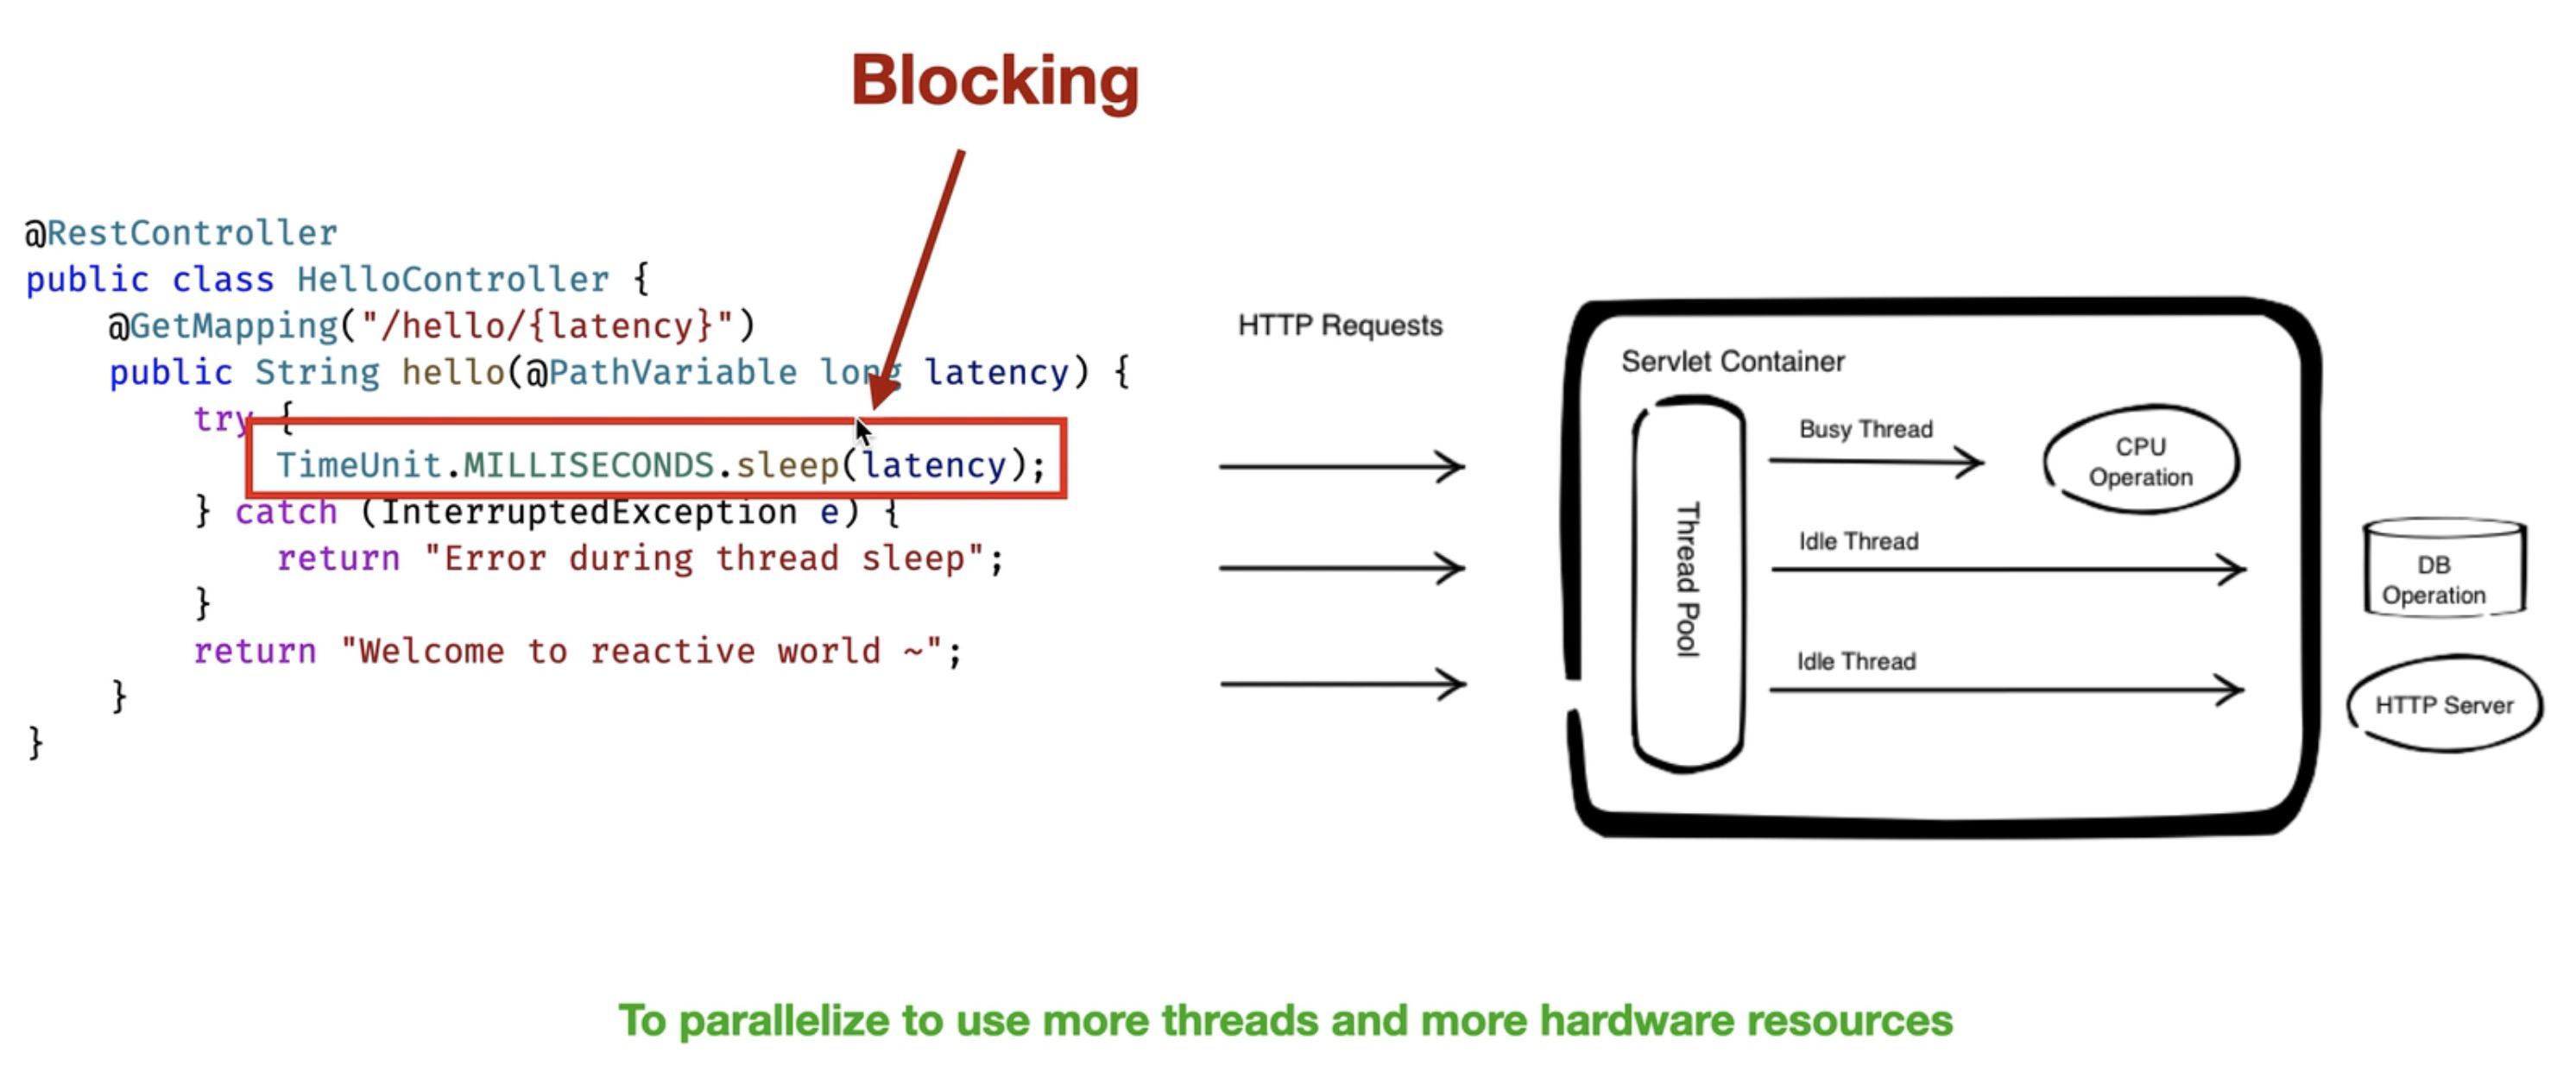 Blocking
@RestController
public class HelloController {
@GetMapping("/hello/{latency}")
public String hello(@PathVariable long latency) {
try {
TimeUnit.MILLISECONDS.sleep(latency);
} catch (InterruptedException e) {
return "Error during thread sleep";
}
return "Welcome to reactive world ~";
}
}
HTTP Requests
Servlet Container
Thread Pool
Busy Thread
CPU
Operation
Idle Thread
DB
Operation
Idle Thread
HTTP Server
To parallelize to use more threads and more hardware resources